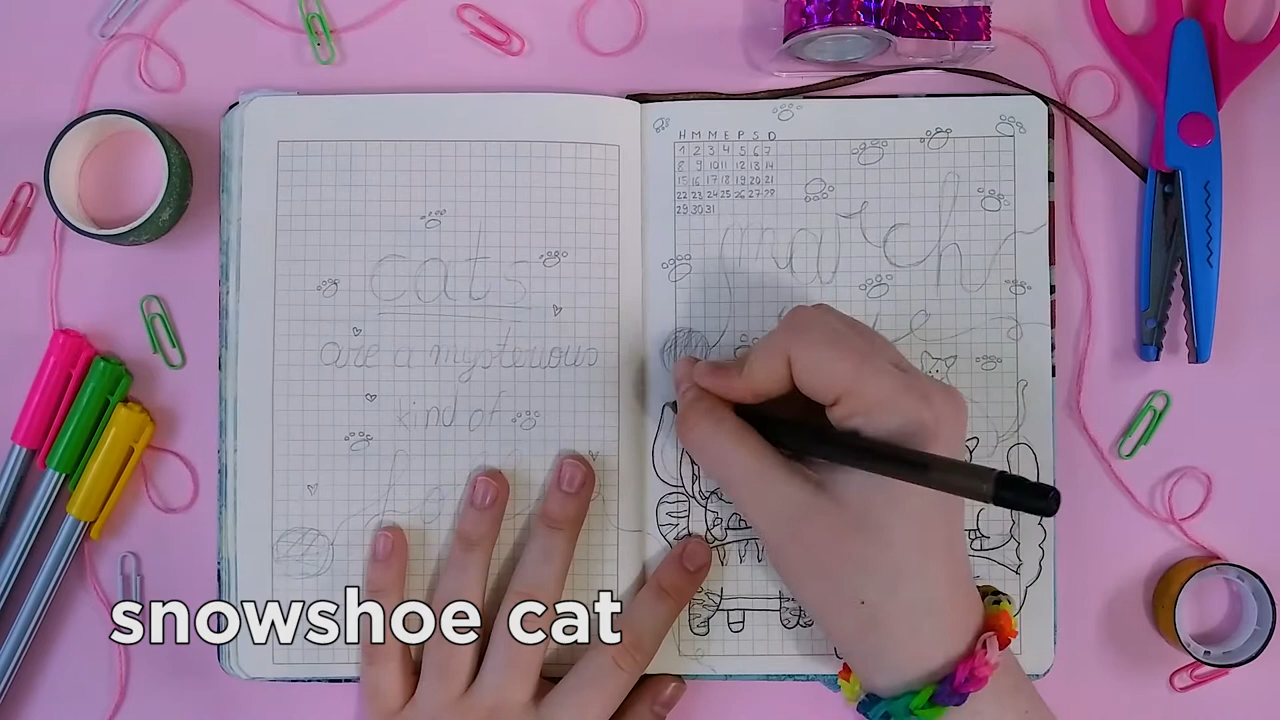 cats
are a mysterious
kind of
H M M E P S D
1 2 3 4 5 6 7
8 9 10 11 12 13 14
15 16 17 18 19 20 21
22 23 24 25 26 27 28
29 30 31
march
snowshoe cat